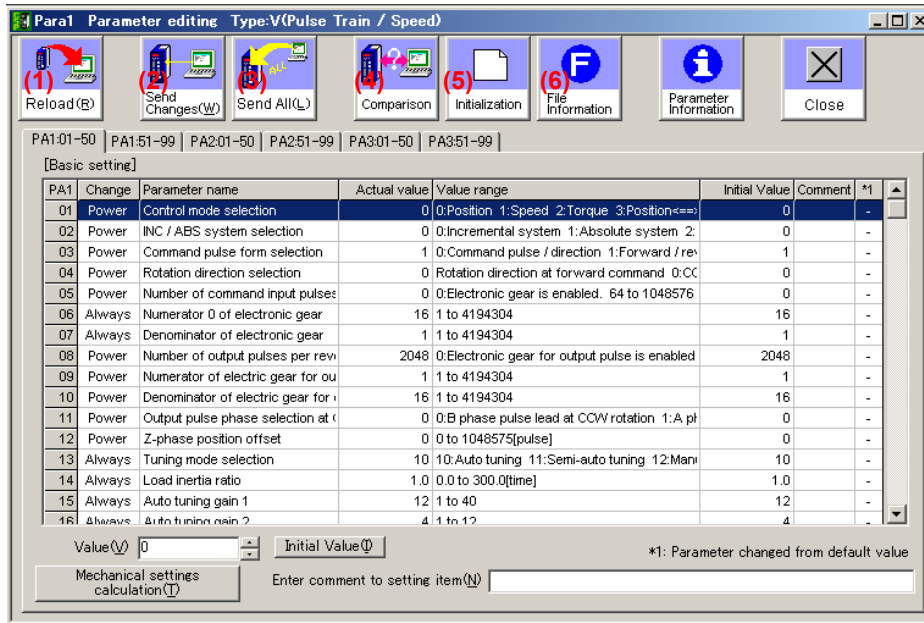 Para1 Parameter editing Type:V(Pulse Train / Speed)
(1) (2) (3) ALL (4) (5) (6)
Reload(R) Send Changes(W) Send All(L) Comparison Initialization File Information Parameter Information Close
PA1:01-50 PA1:51-99 PA2:01-50 PA2:51-99 PA3:01-50 PA3:51-99
[Basic setting]
PA1 Change Parameter name Actual value Value range Initial Value Comment *1
01 Power Control mode selection 0 0:Position 1:Speed 2:Torque 3:Position<==> 0 -
02 Power INC / ABS system selection 0 0:Incremental system 1:Absolute system 2: 0 -
03 Power Command pulse form selection 1 0:Command pulse / direction 1:Forward / re 1 -
04 Power Rotation direction selection 0 Rotation direction at forward command 0:CC 0 -
05 Power Number of command input pulses 0 0:Electronic gear is enabled. 64 to 1048576 0 -
06 Always Numerator 0 of electronic gear 16 1 to 4194304 16 -
07 Always Denominator of electronic gear 1 1 to 4194304 1 -
08 Power Number of output pulses per rev 2048 0:Electronic gear for output pulse is enabled 2048 -
09 Power Numerator of electric gear for ou 1 1 to 4194304 1 -
10 Power Denominator of electric gear for 16 1 to 4194304 16 -
11 Power Output pulse phase selection at 0 0:B phase pulse lead at CCW rotation 1:A ph 0 -
12 Power Z-phase position offset 0 0 to 1048575[pulse] 0 -
13 Always Tuning mode selection 10 10:Auto tuning 11:Semi-auto tuning 12:Man 10 -
14 Always Load inertia ratio 1.0 0.0 to 300.0[time] 1.0 -
15 Always Auto tuning gain 1 12 1 to 40 12 -
16 Always Auto tuning gain 2 4 1 to 12 4 -
Value(V) 0 Initial Value(I) *1: Parameter changed from default value
Mechanical settings calculation(T) Enter comment to setting item(N)